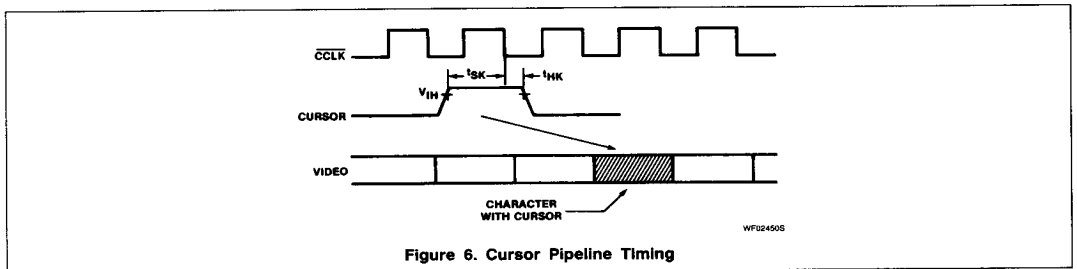 CCLK
tSK
tHK
VIH
CURSOR
VIDEO
CHARACTER
WITH CURSOR
WF02450S
Figure 6. Cursor Pipeline Timing